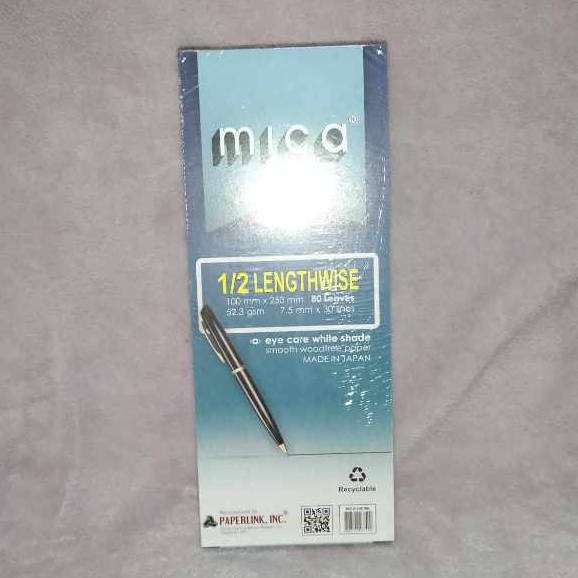 mica®
1/2 LENGTHWISE
100 mm x 253 mm 80 Leaves
52.3 gsm 7.5 mm x 30 lines
eye care white shade
smooth woodfree paper
MADE IN JAPAN
Recyclable
PAPERLINK, INC.®